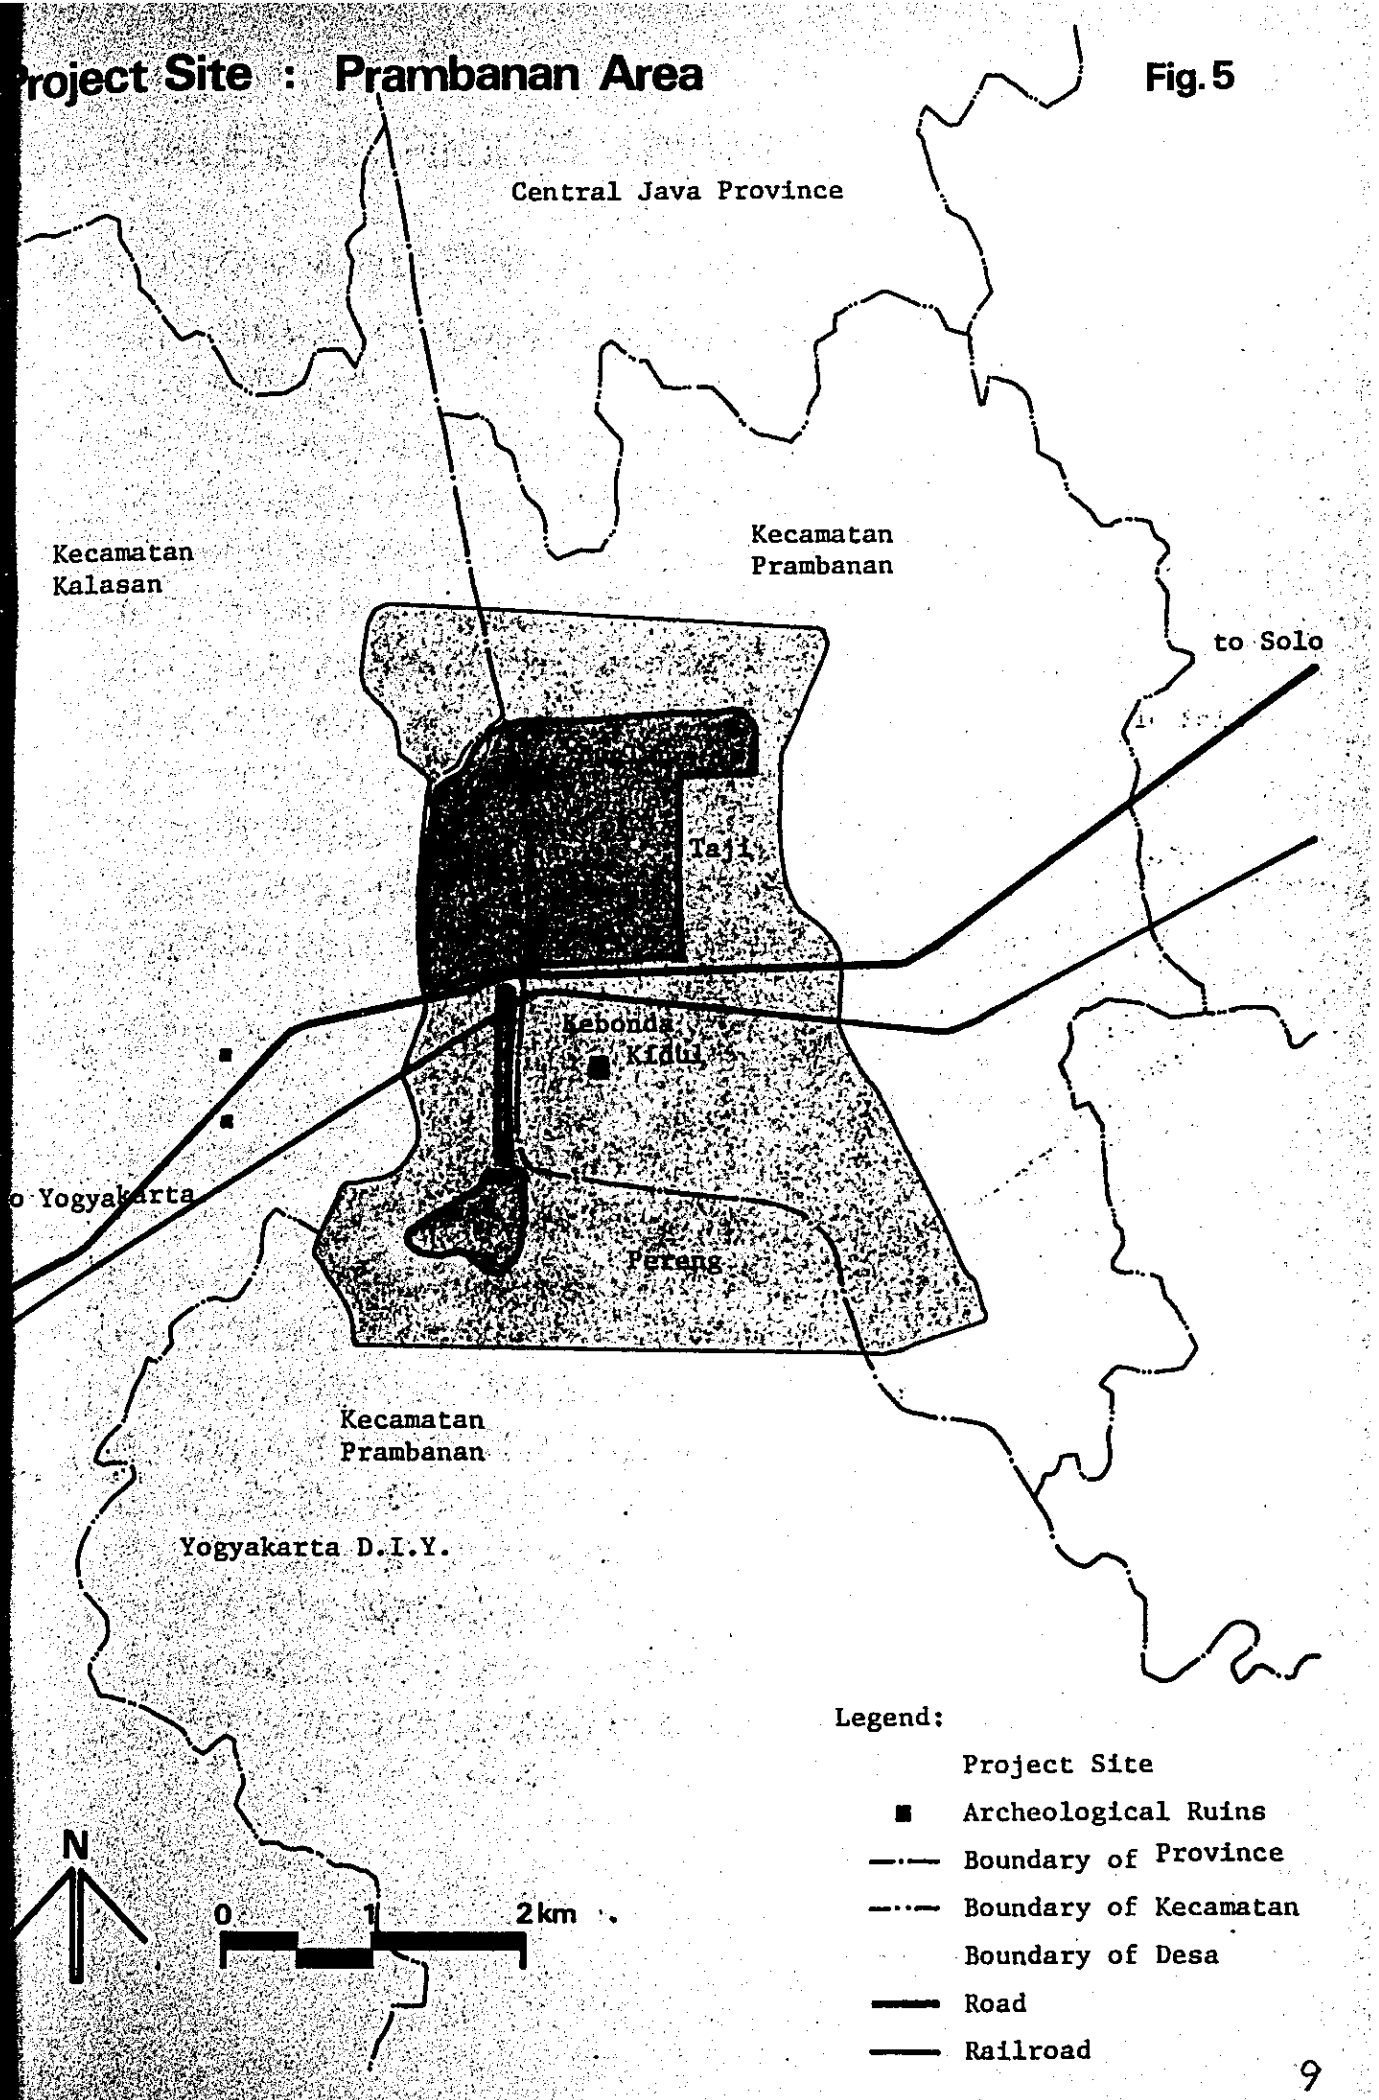 Project Site : Prambanan Area
Fig. 5
Central Java Province
Kecamatan
Kalasan
Kecamatan
Prambanan
to Solo
Taji
Kebonda
Kidul
o Yogyakarta
Pereng
Kecamatan
Prambanan
Yogyakarta D.I.Y.
Legend:
Project Site
Archeological Ruins
Boundary of Province
Boundary of Kecamatan
Boundary of Desa
Road
Railroad
N
0 1 2km
9